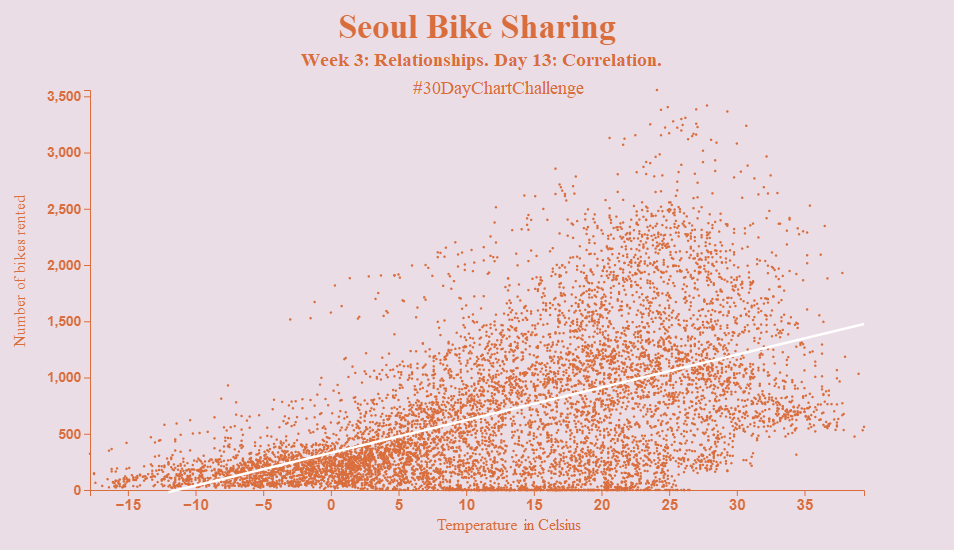 Seoul Bike Sharing
Week 3: Relationships. Day 13: Correlation.
#30DayChartChallenge
3,500
3,000
2,500
2,000
1,500
1,000
500
0
Number of bikes rented
−15 −10 −5 0 5 10 15 20 25 30 35
Temperature in Celsius